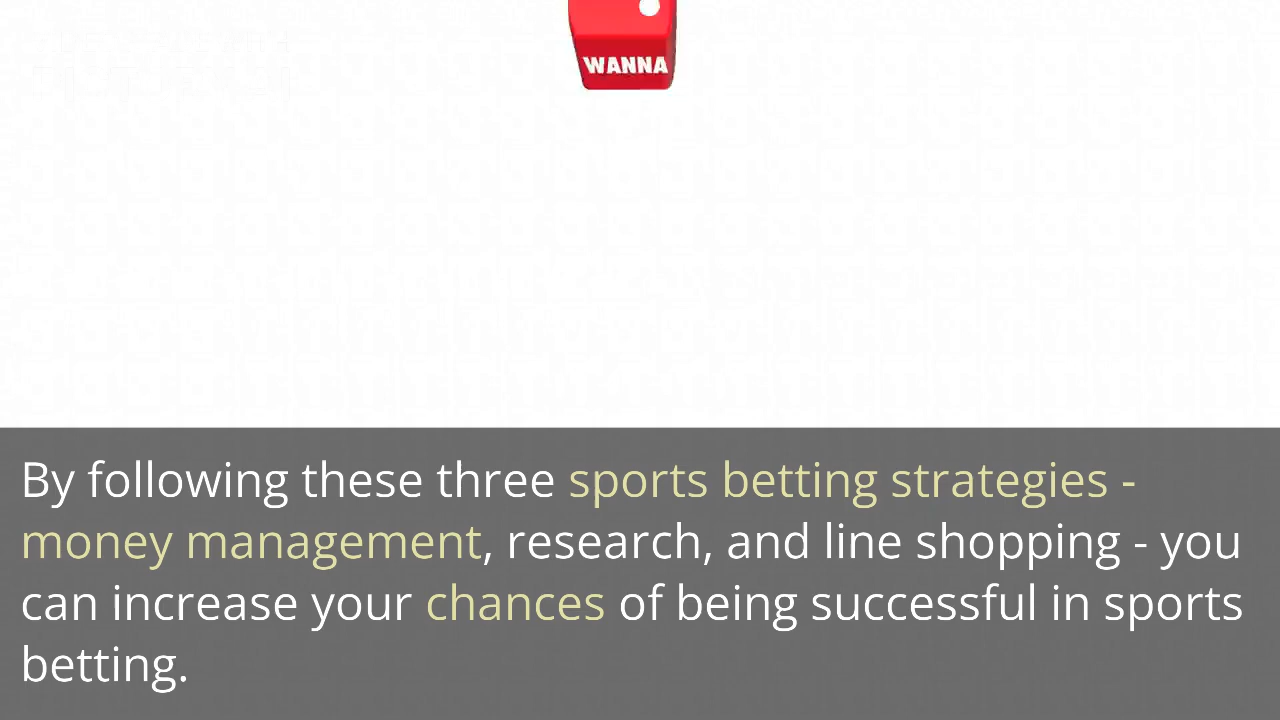 WANNA
By following these three sports betting strategies -
money management, research, and line shopping - you
can increase your chances of being successful in sports
betting.